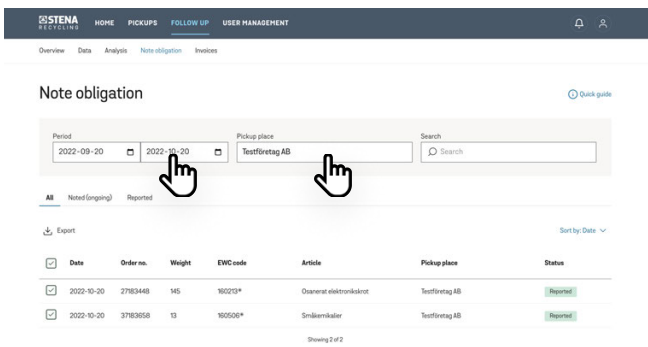 STENA
RECYCLING
HOME PICKUPS FOLLOW UP USER MANAGEMENT
Overview Data Analysis Note obligation Invoices
Note obligation
Quick guide
Period Pickup place Search
2022-09-20 2022-10-20 Testföretag AB Search
All Noted (ongoing) Reported
Export Sort by: Date
Date Order no. Weight EWC code Article Pickup place Status
2022-10-20 27183448 145 160213* Osanerat elektronikskrot Testföretag AB Reported
2022-10-20 37183658 13 160506* Småkemikalier Testföretag AB Reported
Showing 2 of 2